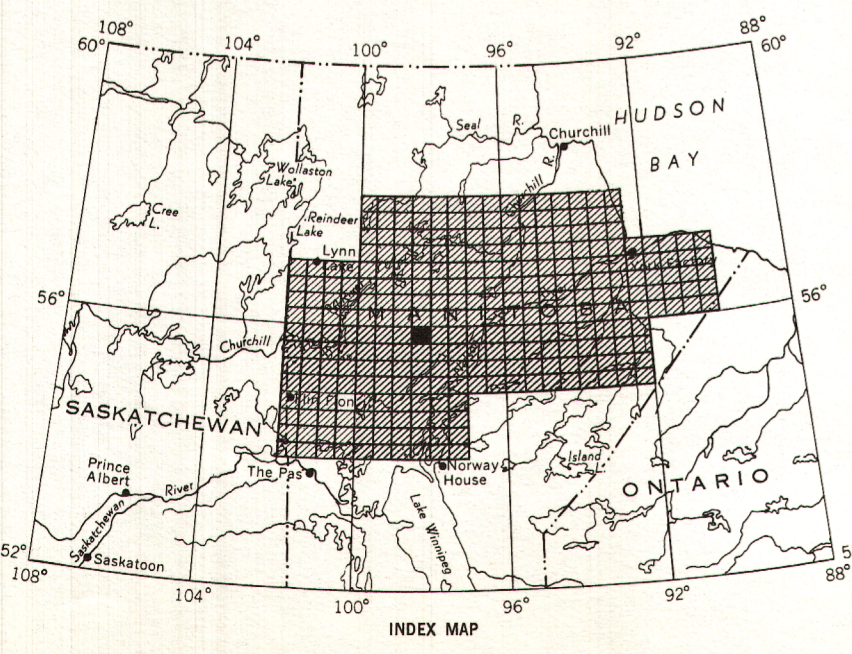 108°
104°
100°
96°
92°
88°
60°
60°
HUDSON
BAY
Seal R.
Churchill
Churchill R.
Wollaston
Lake
Cree
L.
Reindeer
Lake
Lynn
Lake
56°
56°
MANITOBA
Churchill
Flin Flon
SASKATCHEWAN
Prince
Albert
River
Saskatchewan
The Pas
Norway
House
Island
L.
ONTARIO
Lake Winnipeg
Saskatoon
52°
5
108°
104°
100°
96°
92°
88°
INDEX MAP